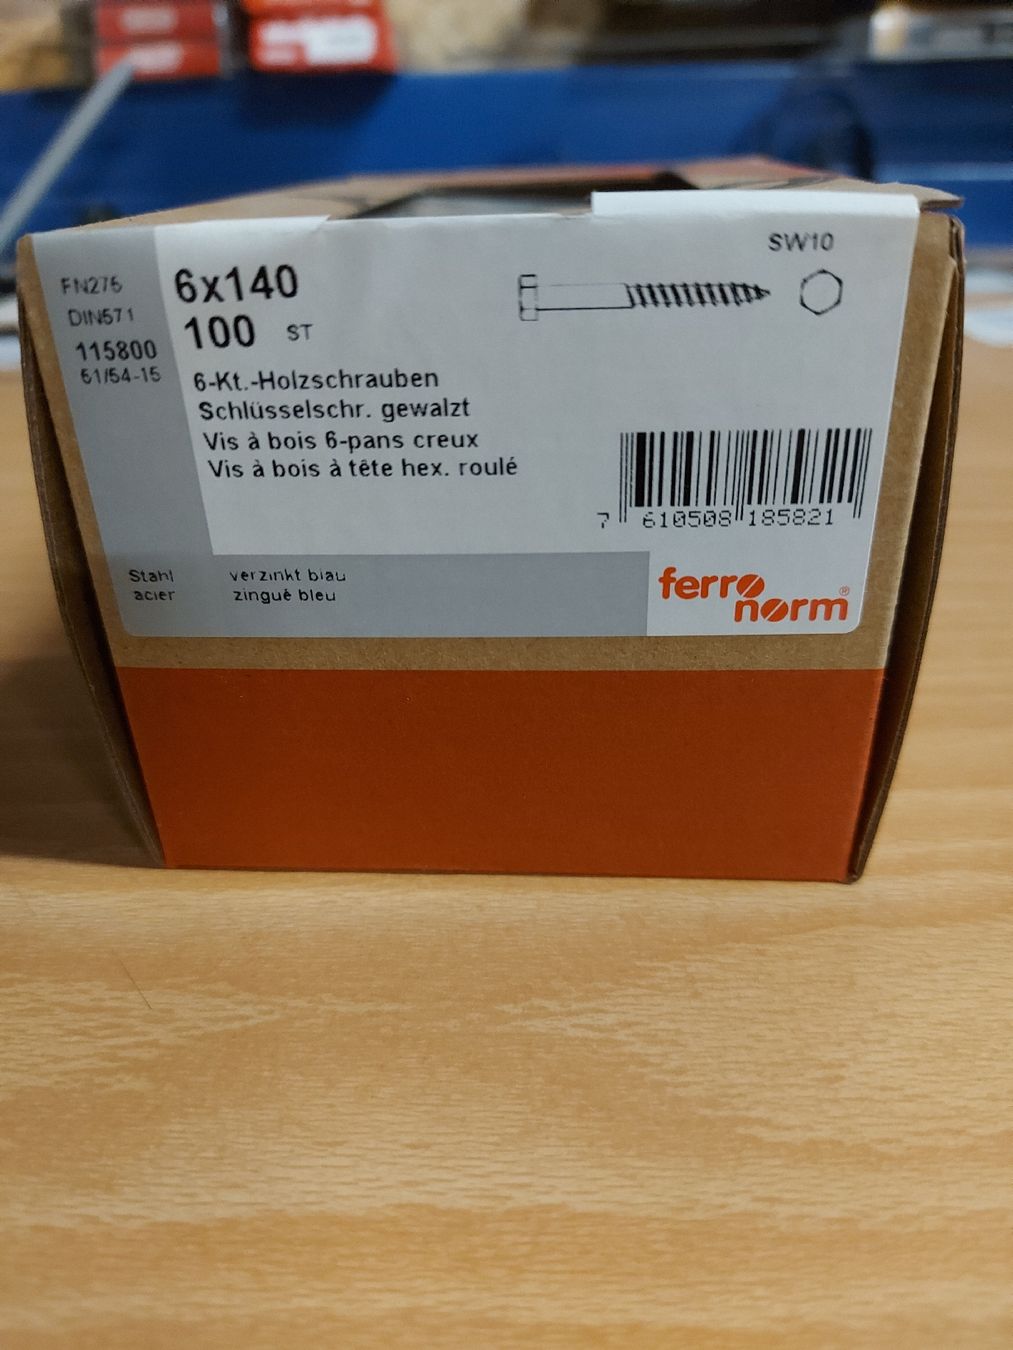 FN275
DIN571
115800
61/54-15
6x140
100 ST
SW10
6-Kt.-Holzschrauben
Schlüsselschr. gewalzt
Vis à bois 6-pans creux
Vis à bois à tête hex. roulé
7 610508 185821
Stahl verzinkt blau
acier zingué bleu
ferro
norm®